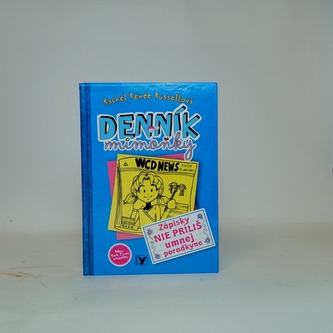 Rachel Renée Russellová
DENNÍK
mimoňky
WCD NEWS
Zápisky
NIE PRÍLIŠ
umnej
poradkyne